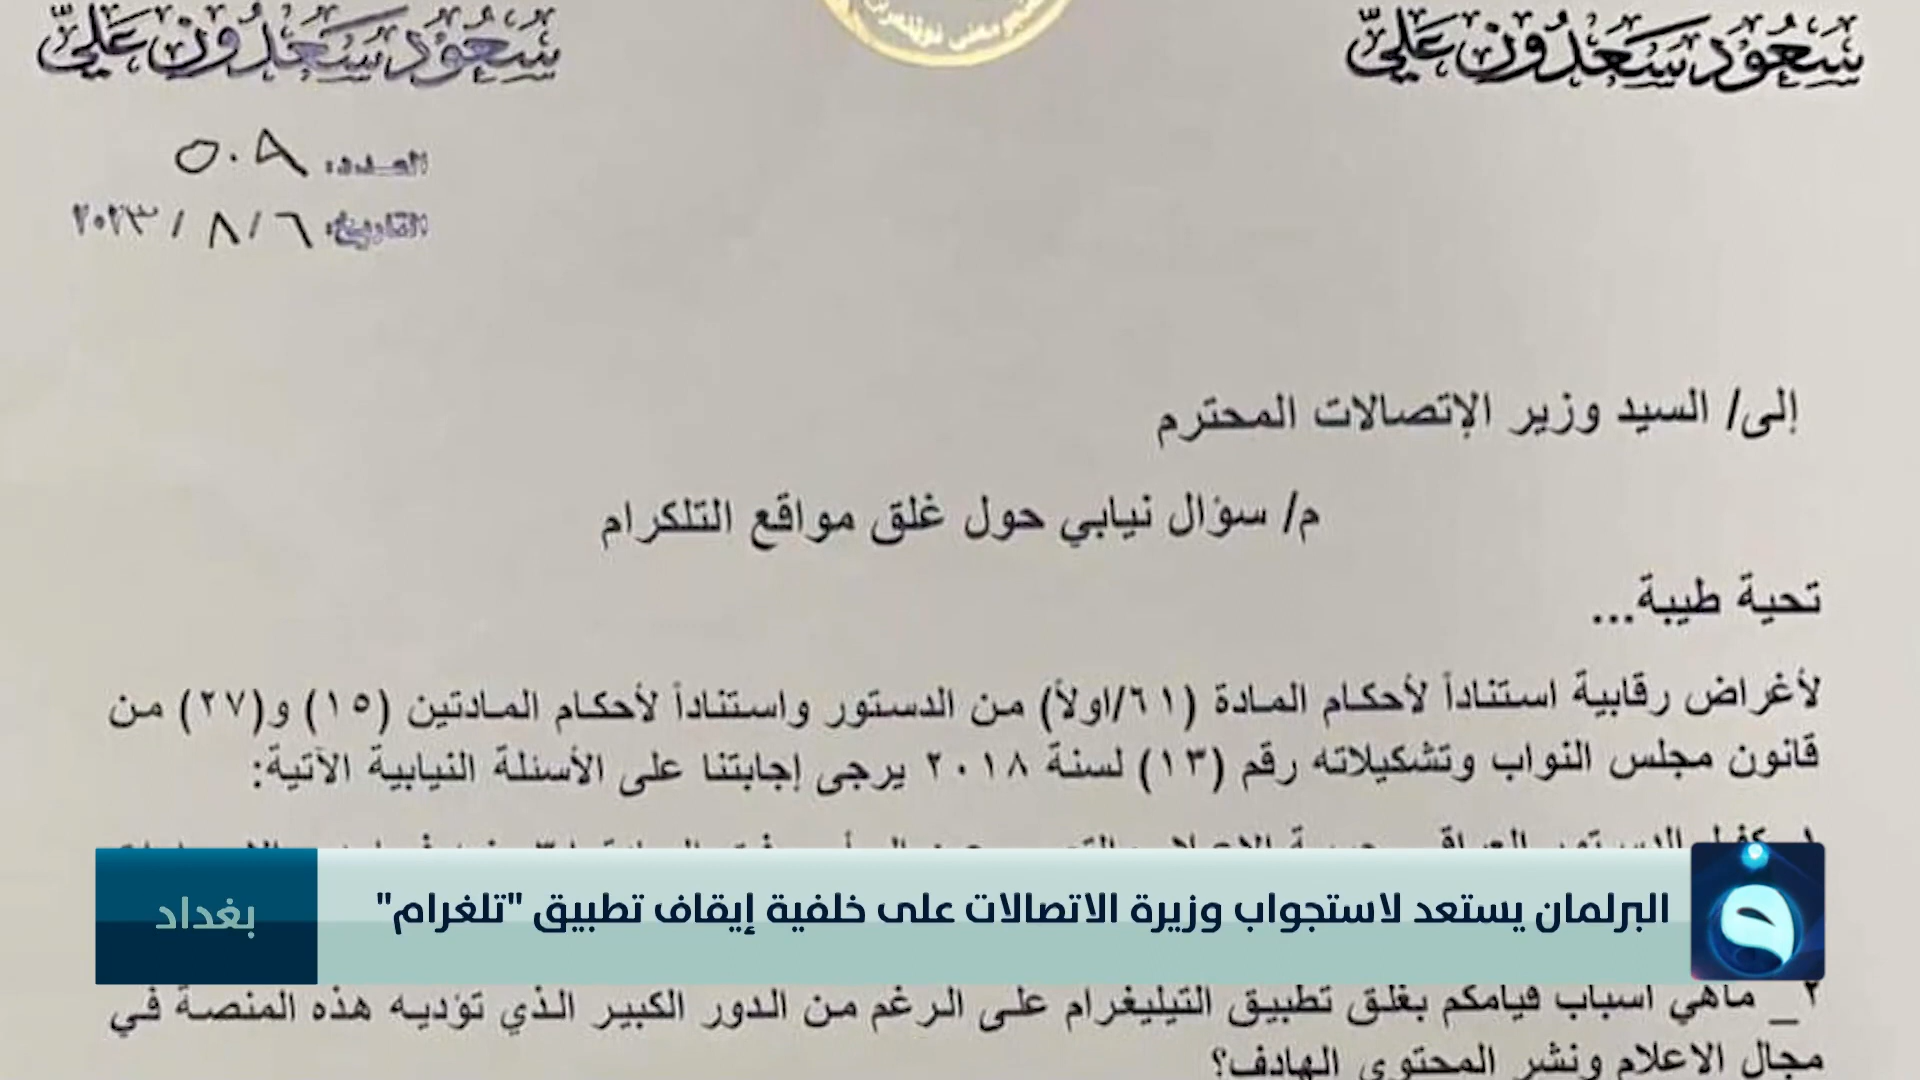 سعود سعدون علي
سعود سعدون علي
العدد: ٥٠٨
التاريخ: ٦ / ٨ / ٢٠٢٣
إلى/ السيد وزير الإتصالات المحترم
م/ سؤال نيابي حول غلق مواقع التلكرام
تحية طيبة...
لأغراض رقابية استناداً لأحكام المادة (٦١/اولاً) من الدستور واستناداً لأحكام المادتين (١٥) و(٢٧) من
قانون مجلس النواب وتشكيلاته رقم (١٣) لسنة ٢٠١٨ يرجى إجابتنا على الأسئلة النيابية الآتية:
البرلمان يستعد لاستجواب وزيرة الاتصالات على خلفية إيقاف تطبيق "تلغرام"
بغداد
٢_ ماهي اسباب قيامكم بغلق تطبيق التيليغرام على الرغم من الدور الكبير الذي تؤديه هذه المنصة في
مجال الاعلام ونشر المحتوى الهادف؟